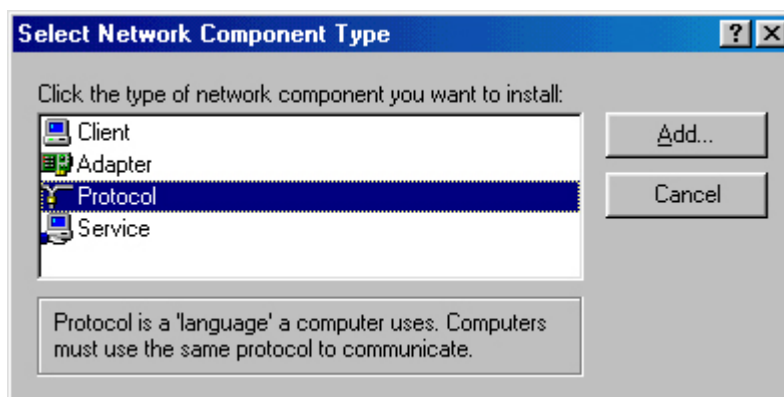 Select Network Component Type
Click the type of network component you want to install:
Client
Adapter
Protocol
Service
Add...
Cancel
Protocol is a 'language' a computer uses. Computers
must use the same protocol to communicate.